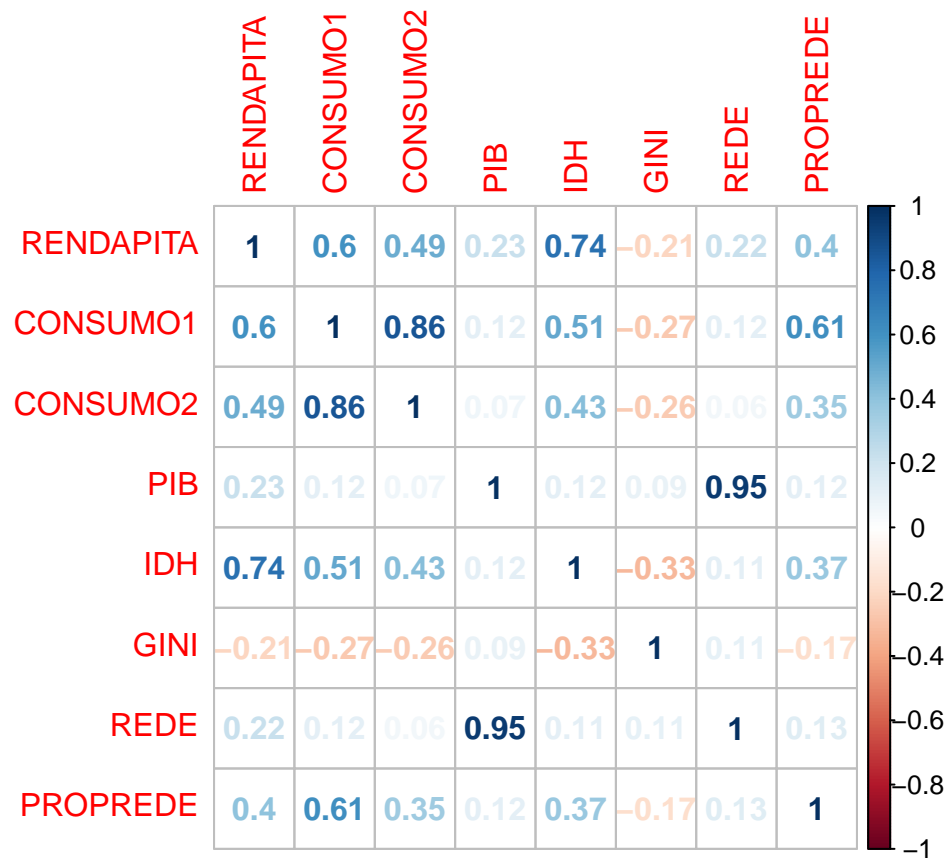 RENDAPITA CONSUMO1 CONSUMO2 PIB IDH GINI REDE PROPREDE
RENDAPITA 1 0.6 0.49 0.23 0.74 −0.21 0.22 0.4
CONSUMO1 0.6 1 0.86 0.12 0.51 −0.27 0.12 0.61
CONSUMO2 0.49 0.86 1 0.07 0.43 −0.26 0.06 0.35
PIB 0.23 0.12 0.07 1 0.12 0.09 0.95 0.12
IDH 0.74 0.51 0.43 0.12 1 −0.33 0.11 0.37
GINI −0.21 −0.27 −0.26 0.09 −0.33 1 0.11 −0.17
REDE 0.22 0.12 0.06 0.95 0.11 0.11 1 0.13
PROPREDE 0.4 0.61 0.35 0.12 0.37 −0.17 0.13 1
1
0.8
0.6
0.4
0.2
0
−0.2
−0.4
−0.6
−0.8
−1